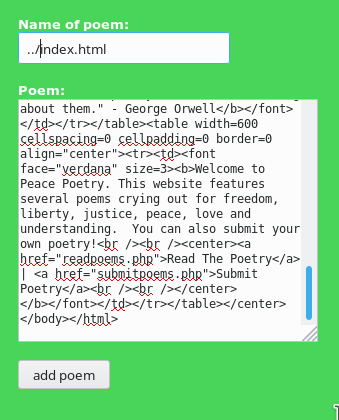 Name of poem:
../index.html
Poem:
about them." - George Orwell</b></font>
</td></tr></table><table width=600
cellspacing=0 cellpadding=0 border=0
align="center"><tr><td><font
face="verdana" size=3><b>Welcome to
Peace Poetry. This website features
several poems crying out for freedom,
liberty, justice, peace, love and
understanding.  You can also submit your
own poetry!<br /><br /><center><a
href="readpoems.php">Read The Poetry</a>
| <a href="submitpoems.php">Submit
Poetry</a><br /><br /></center>
</b></font></td></tr></table></center>
</body></html>
add poem